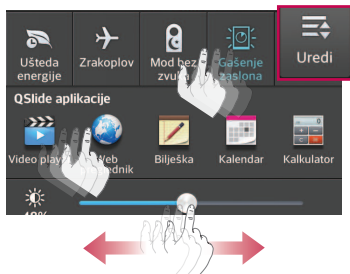 Ušteda energije
Zrakoplov
Mod bez zvuka
Gašenje zaslona
Uredi
QSlide aplikacije
Video play
Web
Bilješka
Kalendar
Kalkulator